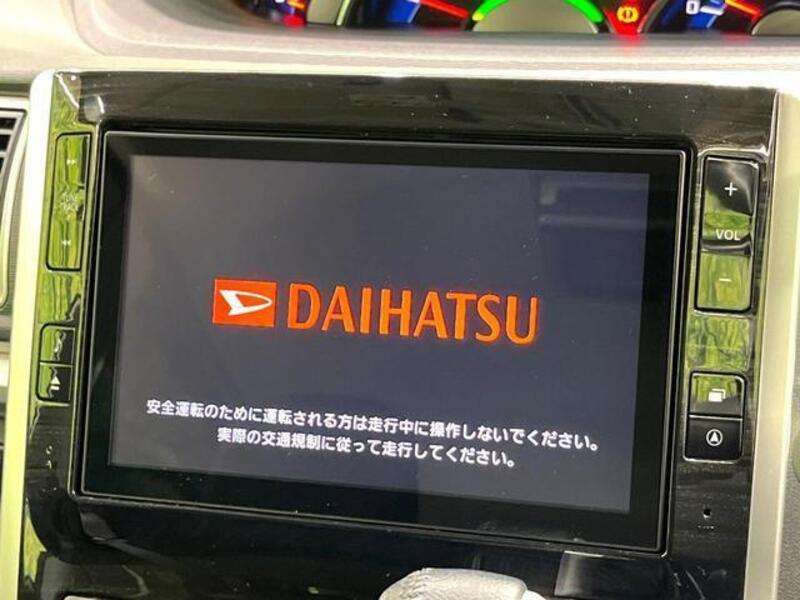 0
+
VOL
−
DAIHATSU
安全運転のために運転される方は走行中に操作しないでください。
実際の交通規制に従って走行してください。